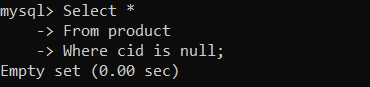 mysql> Select *
    -> From product
    -> Where cid is null;
Empty set (0.00 sec)